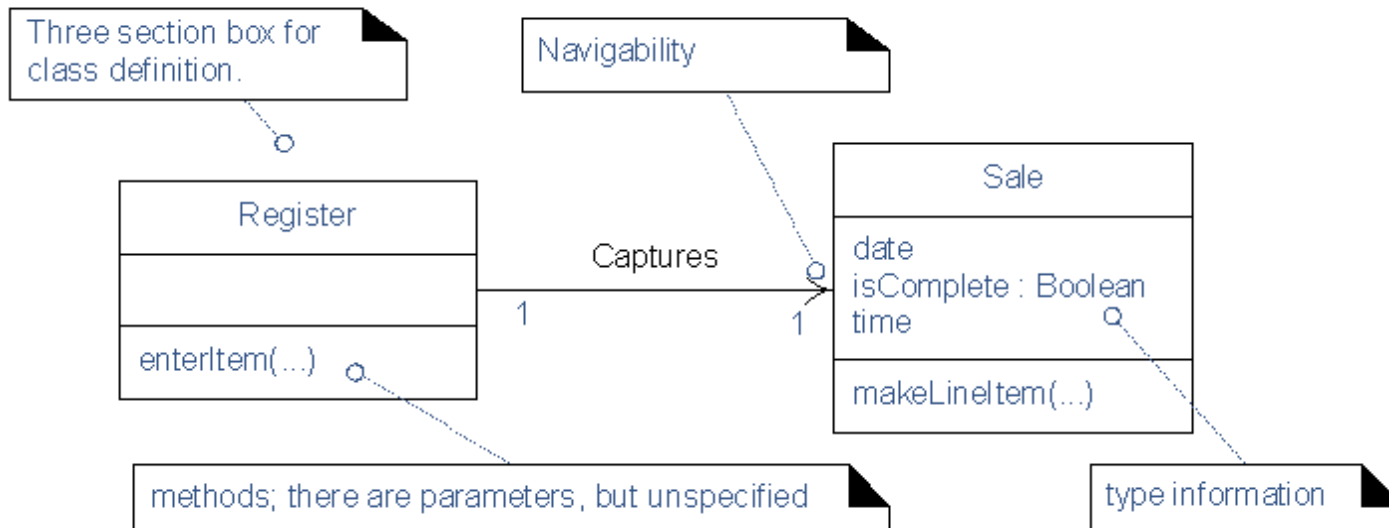 Three section box for
class definition.
Navigability
Register
enterItem(...)
Captures
1
1
Sale
date
isComplete : Boolean
time
makeLineItem(...)
methods; there are parameters, but unspecified
type information